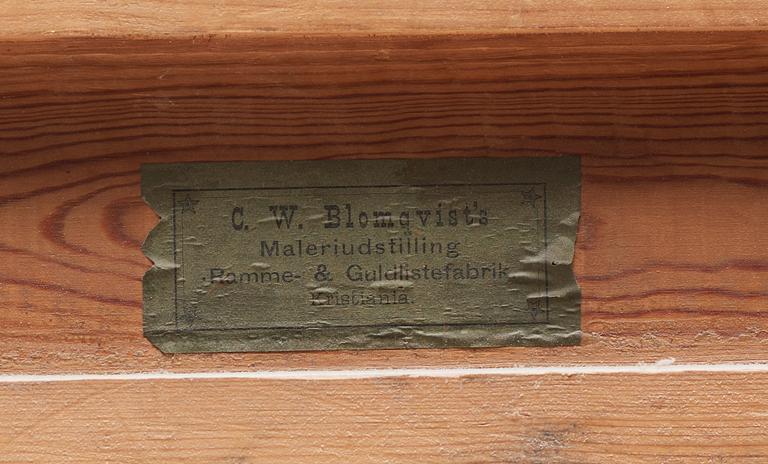 C. W. Blomqvist's
Maleriudstilling
Ramme- & Guldlistefabrik
Kristiania.